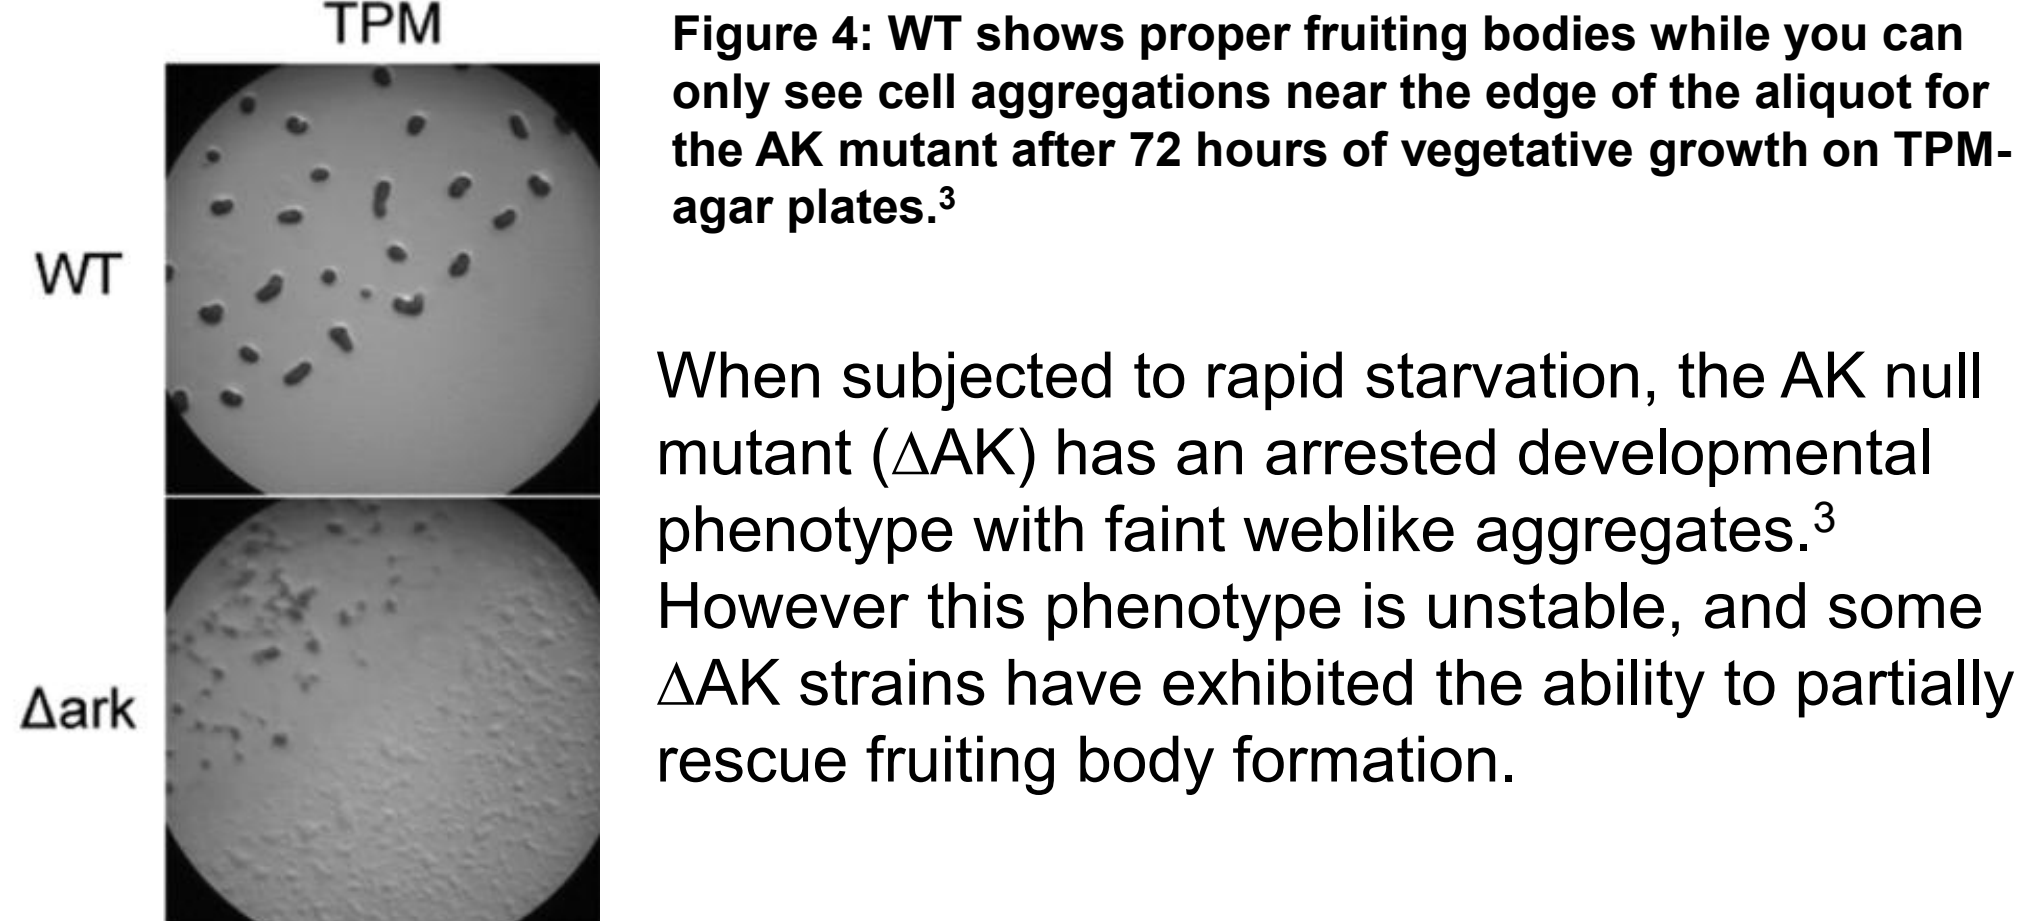 TPM
WT
Δark
Figure 4: WT shows proper fruiting bodies while you can
only see cell aggregations near the edge of the aliquot for
the AK mutant after 72 hours of vegetative growth on TPM-
agar plates.³
When subjected to rapid starvation, the AK null
mutant (ΔAK) has an arrested developmental
phenotype with faint weblike aggregates.³
However this phenotype is unstable, and some
ΔAK strains have exhibited the ability to partially
rescue fruiting body formation.